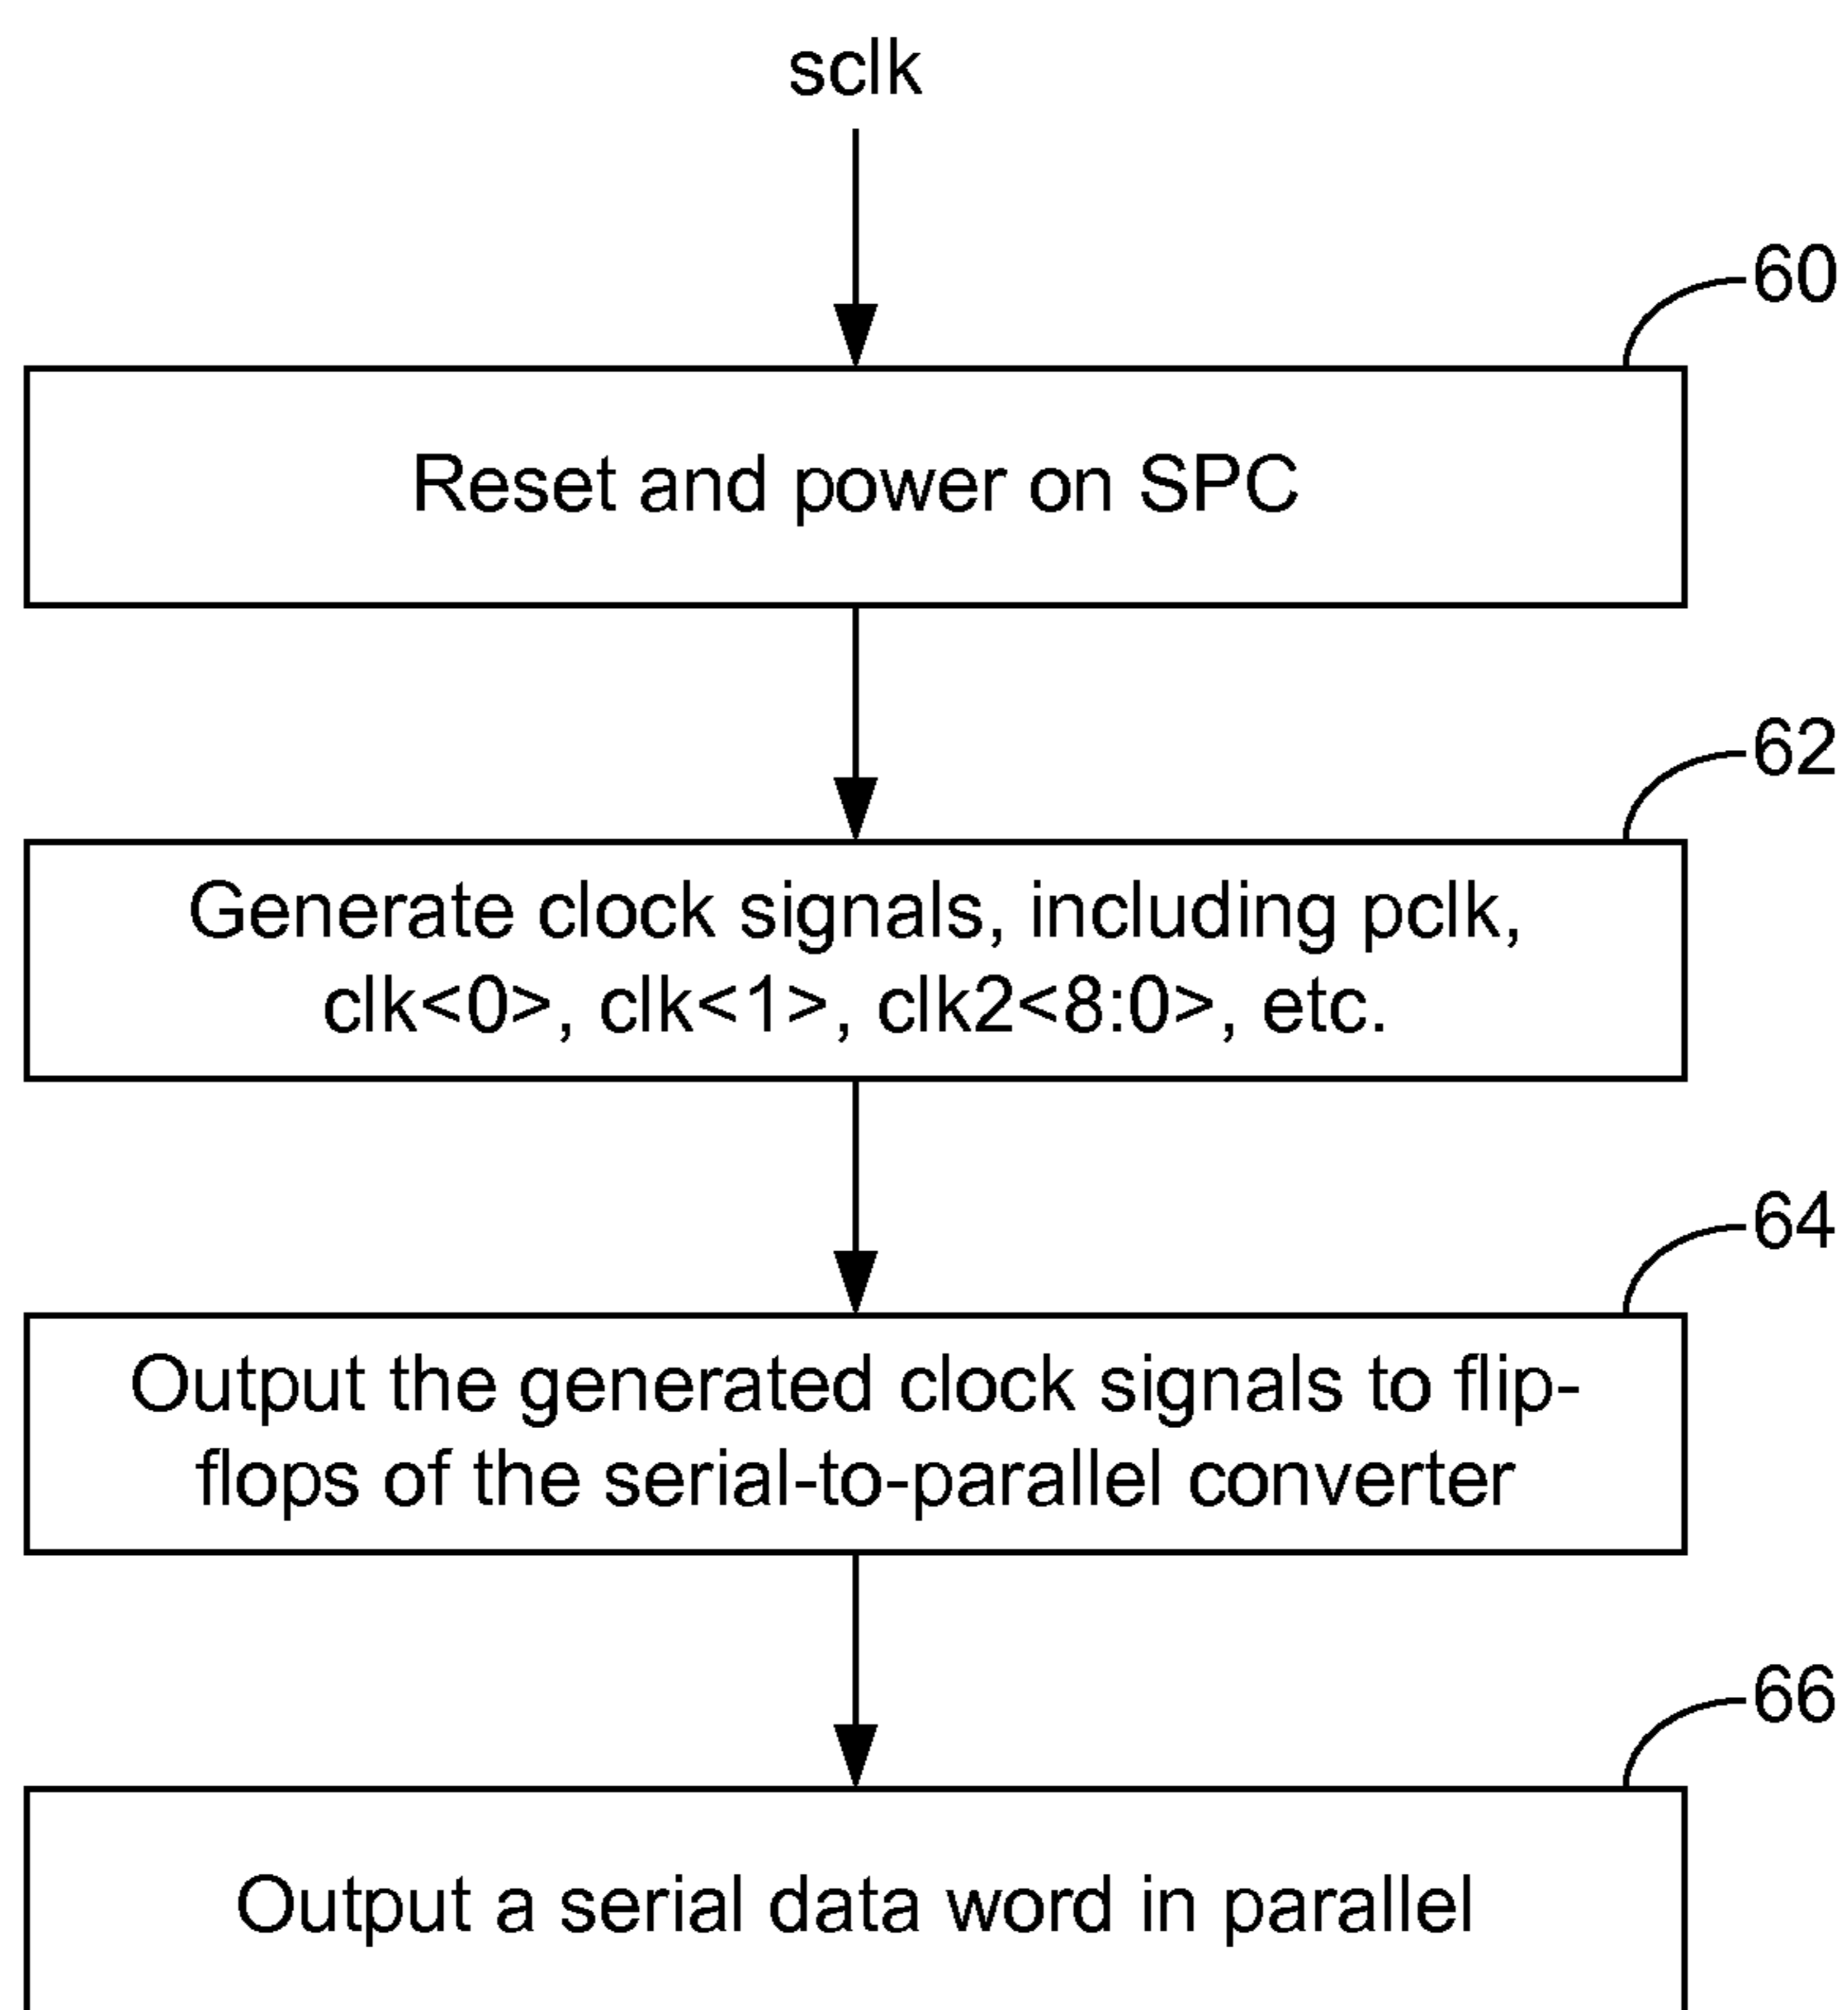 sclk
60
Reset and power on SPC
62
Generate clock signals, including pclk,
clk<0>, clk<1>, clk2<8:0>, etc.
64
Output the generated clock signals to flip-
flops of the serial-to-parallel converter
66
Output a serial data word in parallel